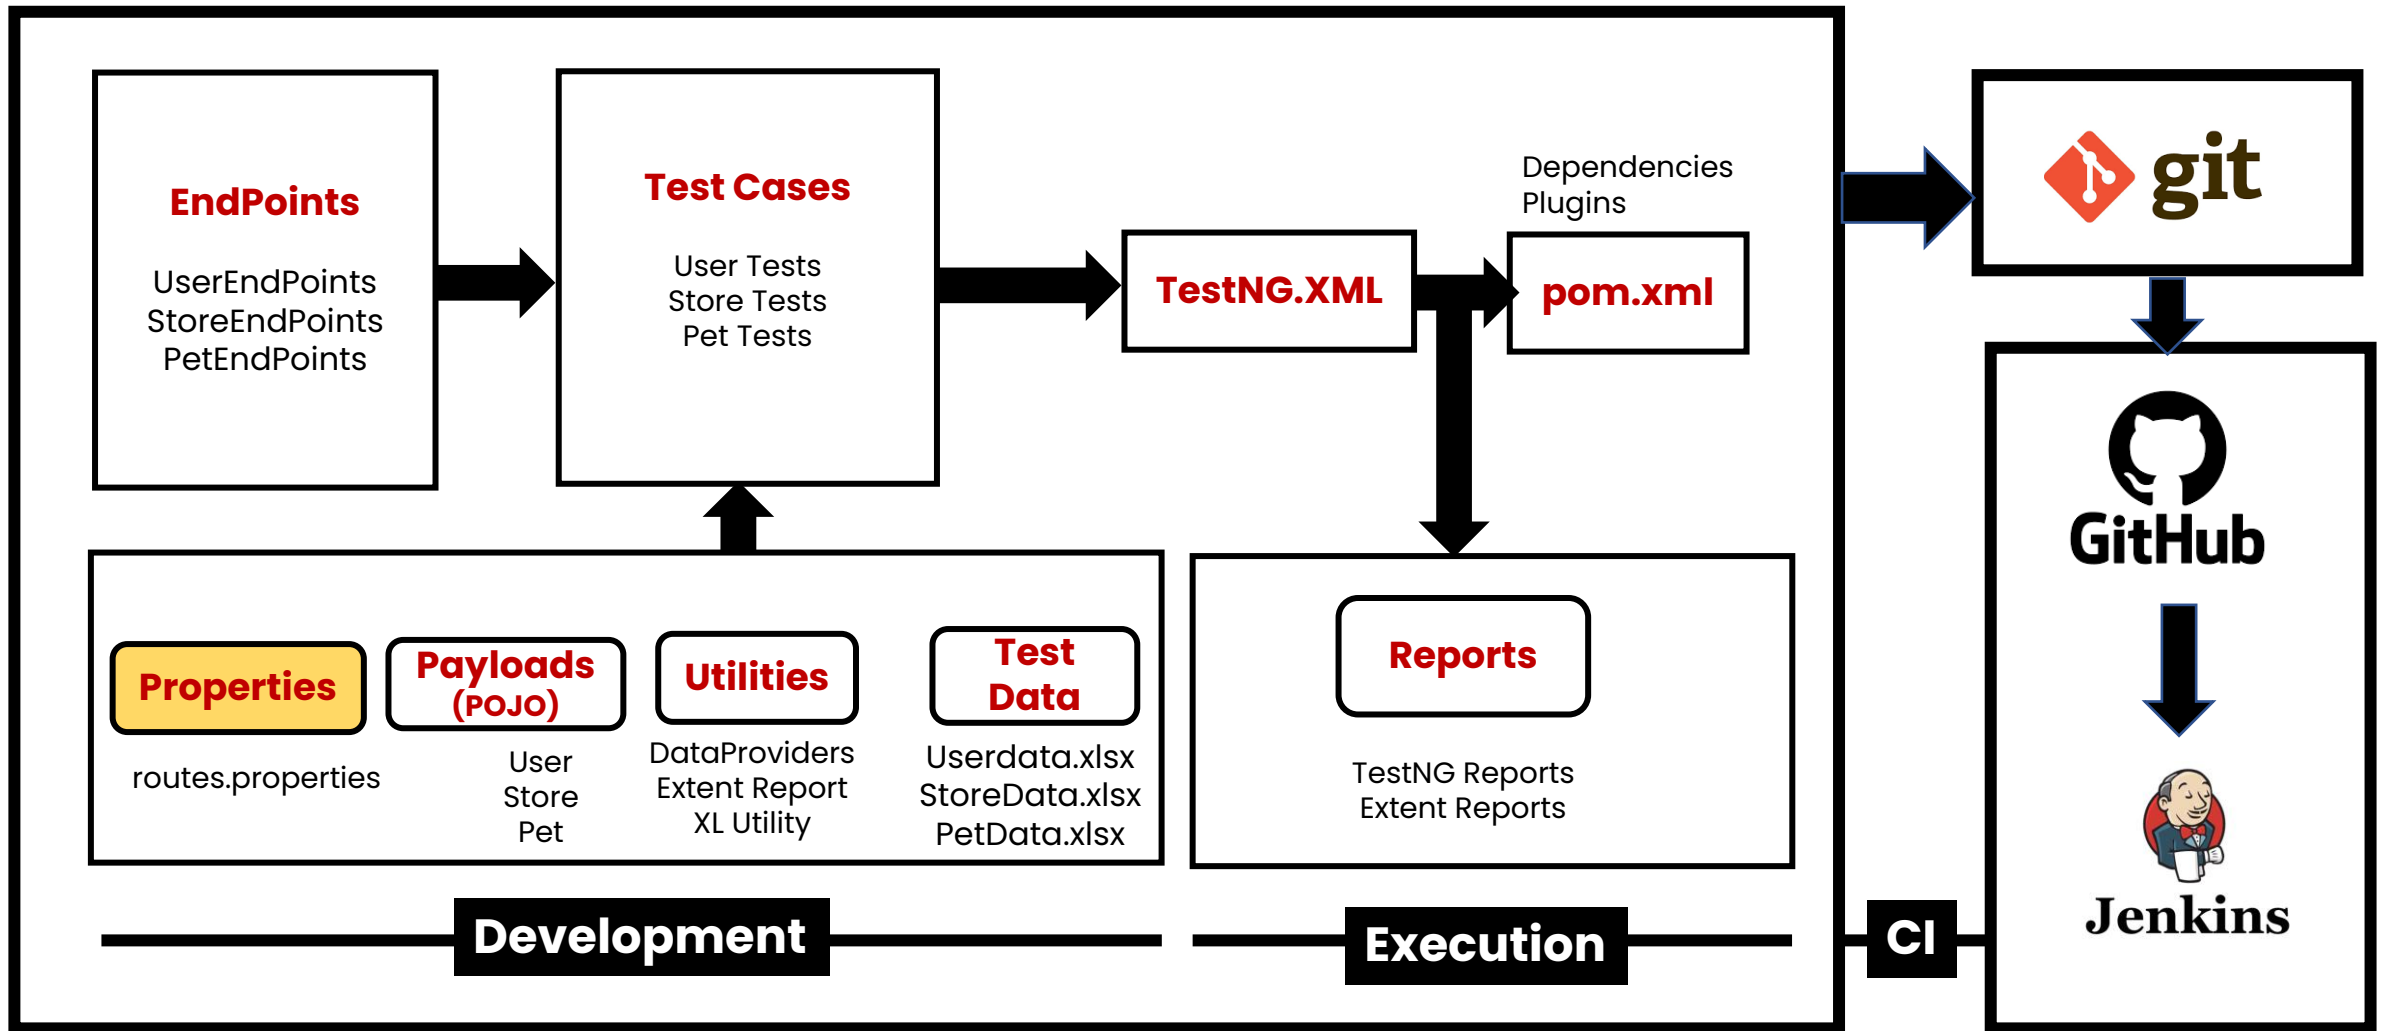 EndPoints
UserEndPoints
StoreEndPoints
PetEndPoints
Test Cases
User Tests
Store Tests
Pet Tests
TestNG.XML
Dependencies
Plugins
pom.xml
git
GitHub
Jenkins
Properties
routes.properties
Payloads
(POJO)
User
Store
Pet
Utilities
DataProviders
Extent Report
XL Utility
Test
Data
Userdata.xlsx
StoreData.xlsx
PetData.xlsx
Reports
TestNG Reports
Extent Reports
Development
Execution
CI